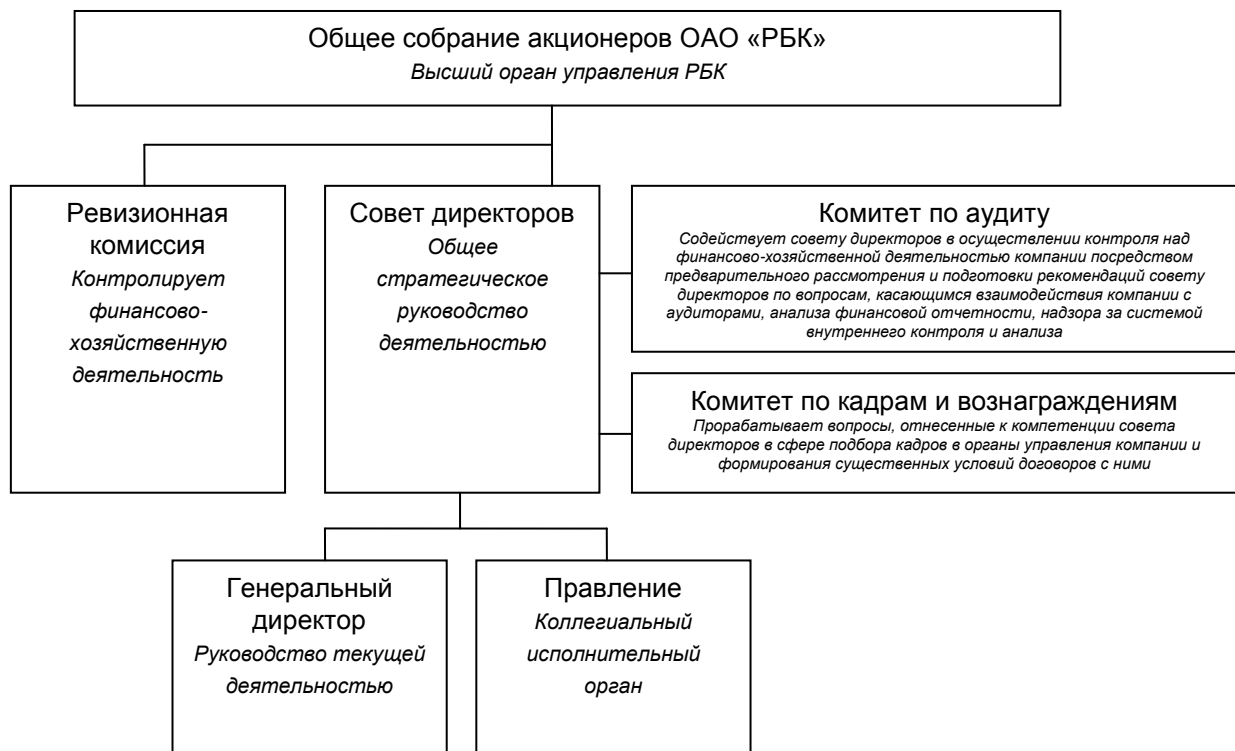 Общее собрание акционеров ОАО «РБК»
Высший орган управления РБК
Ревизионная
комиссия
Контролирует
финансово-
хозяйственную
деятельность
Совет директоров
Общее
стратегическое
руководство
деятельностью
Комитет по аудиту
Содействует совету директоров в осуществлении контроля над
финансово-хозяйственной деятельностью компании посредством
предварительного рассмотрения и подготовки рекомендаций совету
директоров по вопросам, касающимся взаимодействия компании с
аудиторами, анализа финансовой отчетности, надзора за системой
внутреннего контроля и анализа
Комитет по кадрам и вознаграждениям
Прорабатывает вопросы, отнесенные к компетенции совета
директоров в сфере подбора кадров в органы управления компании и
формирования существенных условий договоров с ними
Генеральный
директор
Руководство текущей
деятельностью
Правление
Коллегиальный
исполнительный
орган